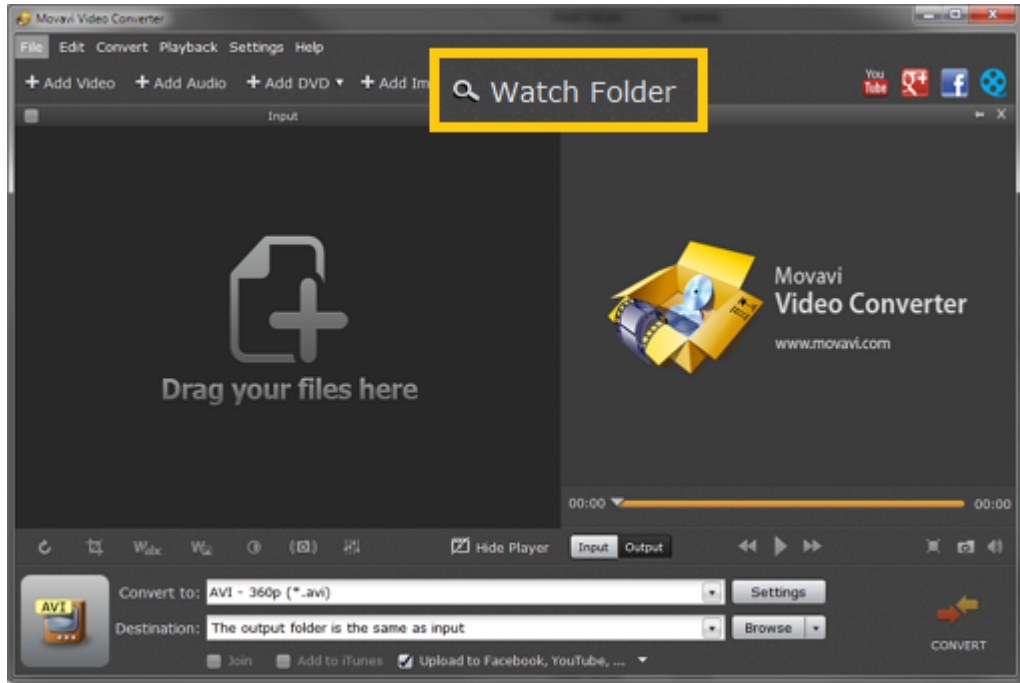 Movavi Video Converter
File Edit Convert Playback Settings Help
+ Add Video + Add Audio + Add DVD + Add Im
Watch Folder
You Tube
g+
f
Input
X
Drag your files here
Movavi
Video Converter
www.movavi.com
00:00 00:00
Wabc
Hide Player Input Output
AVI
Convert to: AVI - 360p (*.avi) Settings
Destination: The output folder is the same as input Browse
Join Add to iTunes Upload to Facebook, YouTube, ...
CONVERT